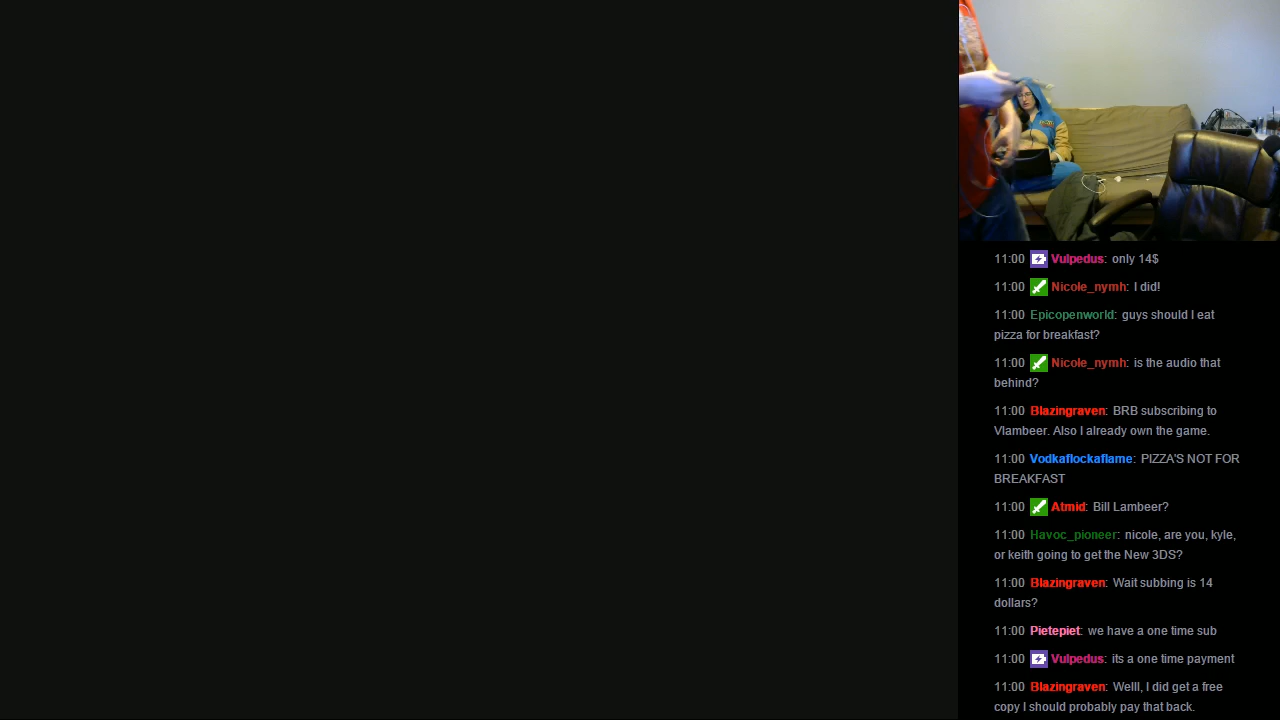 11:00 Vulpedus: only 14$
11:00 Nicole_nymh: I did!
11:00 Epicopenworld: guys should I eat
pizza for breakfast?
11:00 Nicole_nymh: is the audio that
behind?
11:00 Blazingraven: BRB subscribing to
Vlambeer. Also I already own the game.
11:00 Vodkaflockaflame: PIZZA'S NOT FOR
BREAKFAST
11:00 Atmid: Bill Lambeer?
11:00 Havoc_pioneer: nicole, are you, kyle,
or keith going to get the New 3DS?
11:00 Blazingraven: Wait subbing is 14
dollars?
11:00 Pietepiet: we have a one time sub
11:00 Vulpedus: its a one time payment
11:00 Blazingraven: Welll, I did get a free
copy I should probably pay that back.